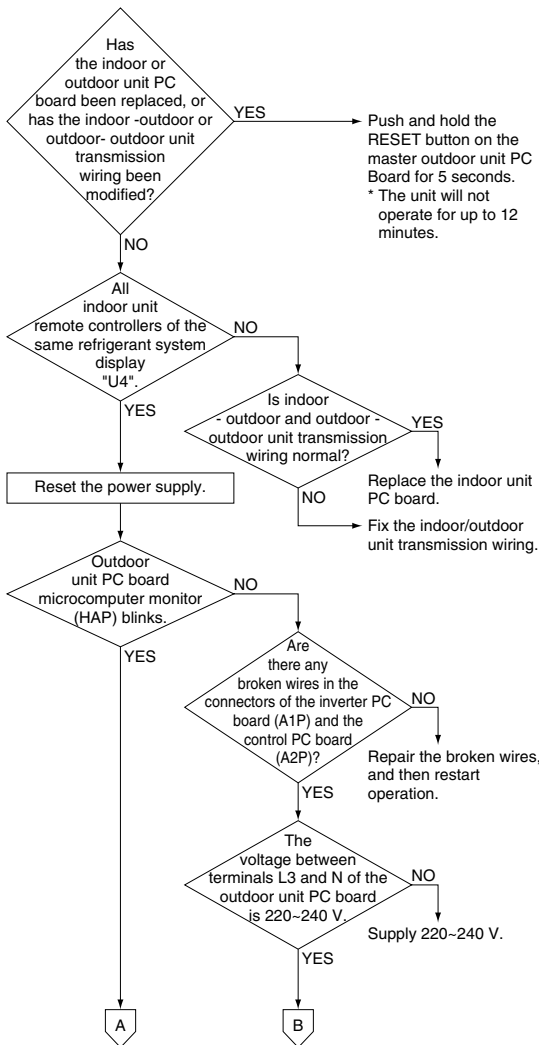 Has
the indoor or
outdoor unit PC
board been replaced, or
has the indoor -outdoor or
outdoor- outdoor unit
transmission
wiring been
modified?
YES
Push and hold the
RESET button on the
master outdoor unit PC
Board for 5 seconds.
* The unit will not
operate for up to 12
minutes.
NO
All
indoor unit
remote controllers of the
same refrigerant system
display
"U4".
NO
YES
Is indoor
- outdoor and outdoor -
outdoor unit transmission
wiring normal?
YES
Replace the indoor unit
PC board.
NO
Fix the indoor/outdoor
unit transmission wiring.
Reset the power supply.
Outdoor
unit PC board
microcomputer monitor
(HAP) blinks.
NO
YES
Are
there any
broken wires in the
connectors of the inverter PC
board (A1P) and the
control PC board
(A2P)?
NO
Repair the broken wires,
and then restart
operation.
YES
The
voltage between
terminals L3 and N of the
outdoor unit PC board
is 220~240 V.
NO
Supply 220~240 V.
YES
A
B